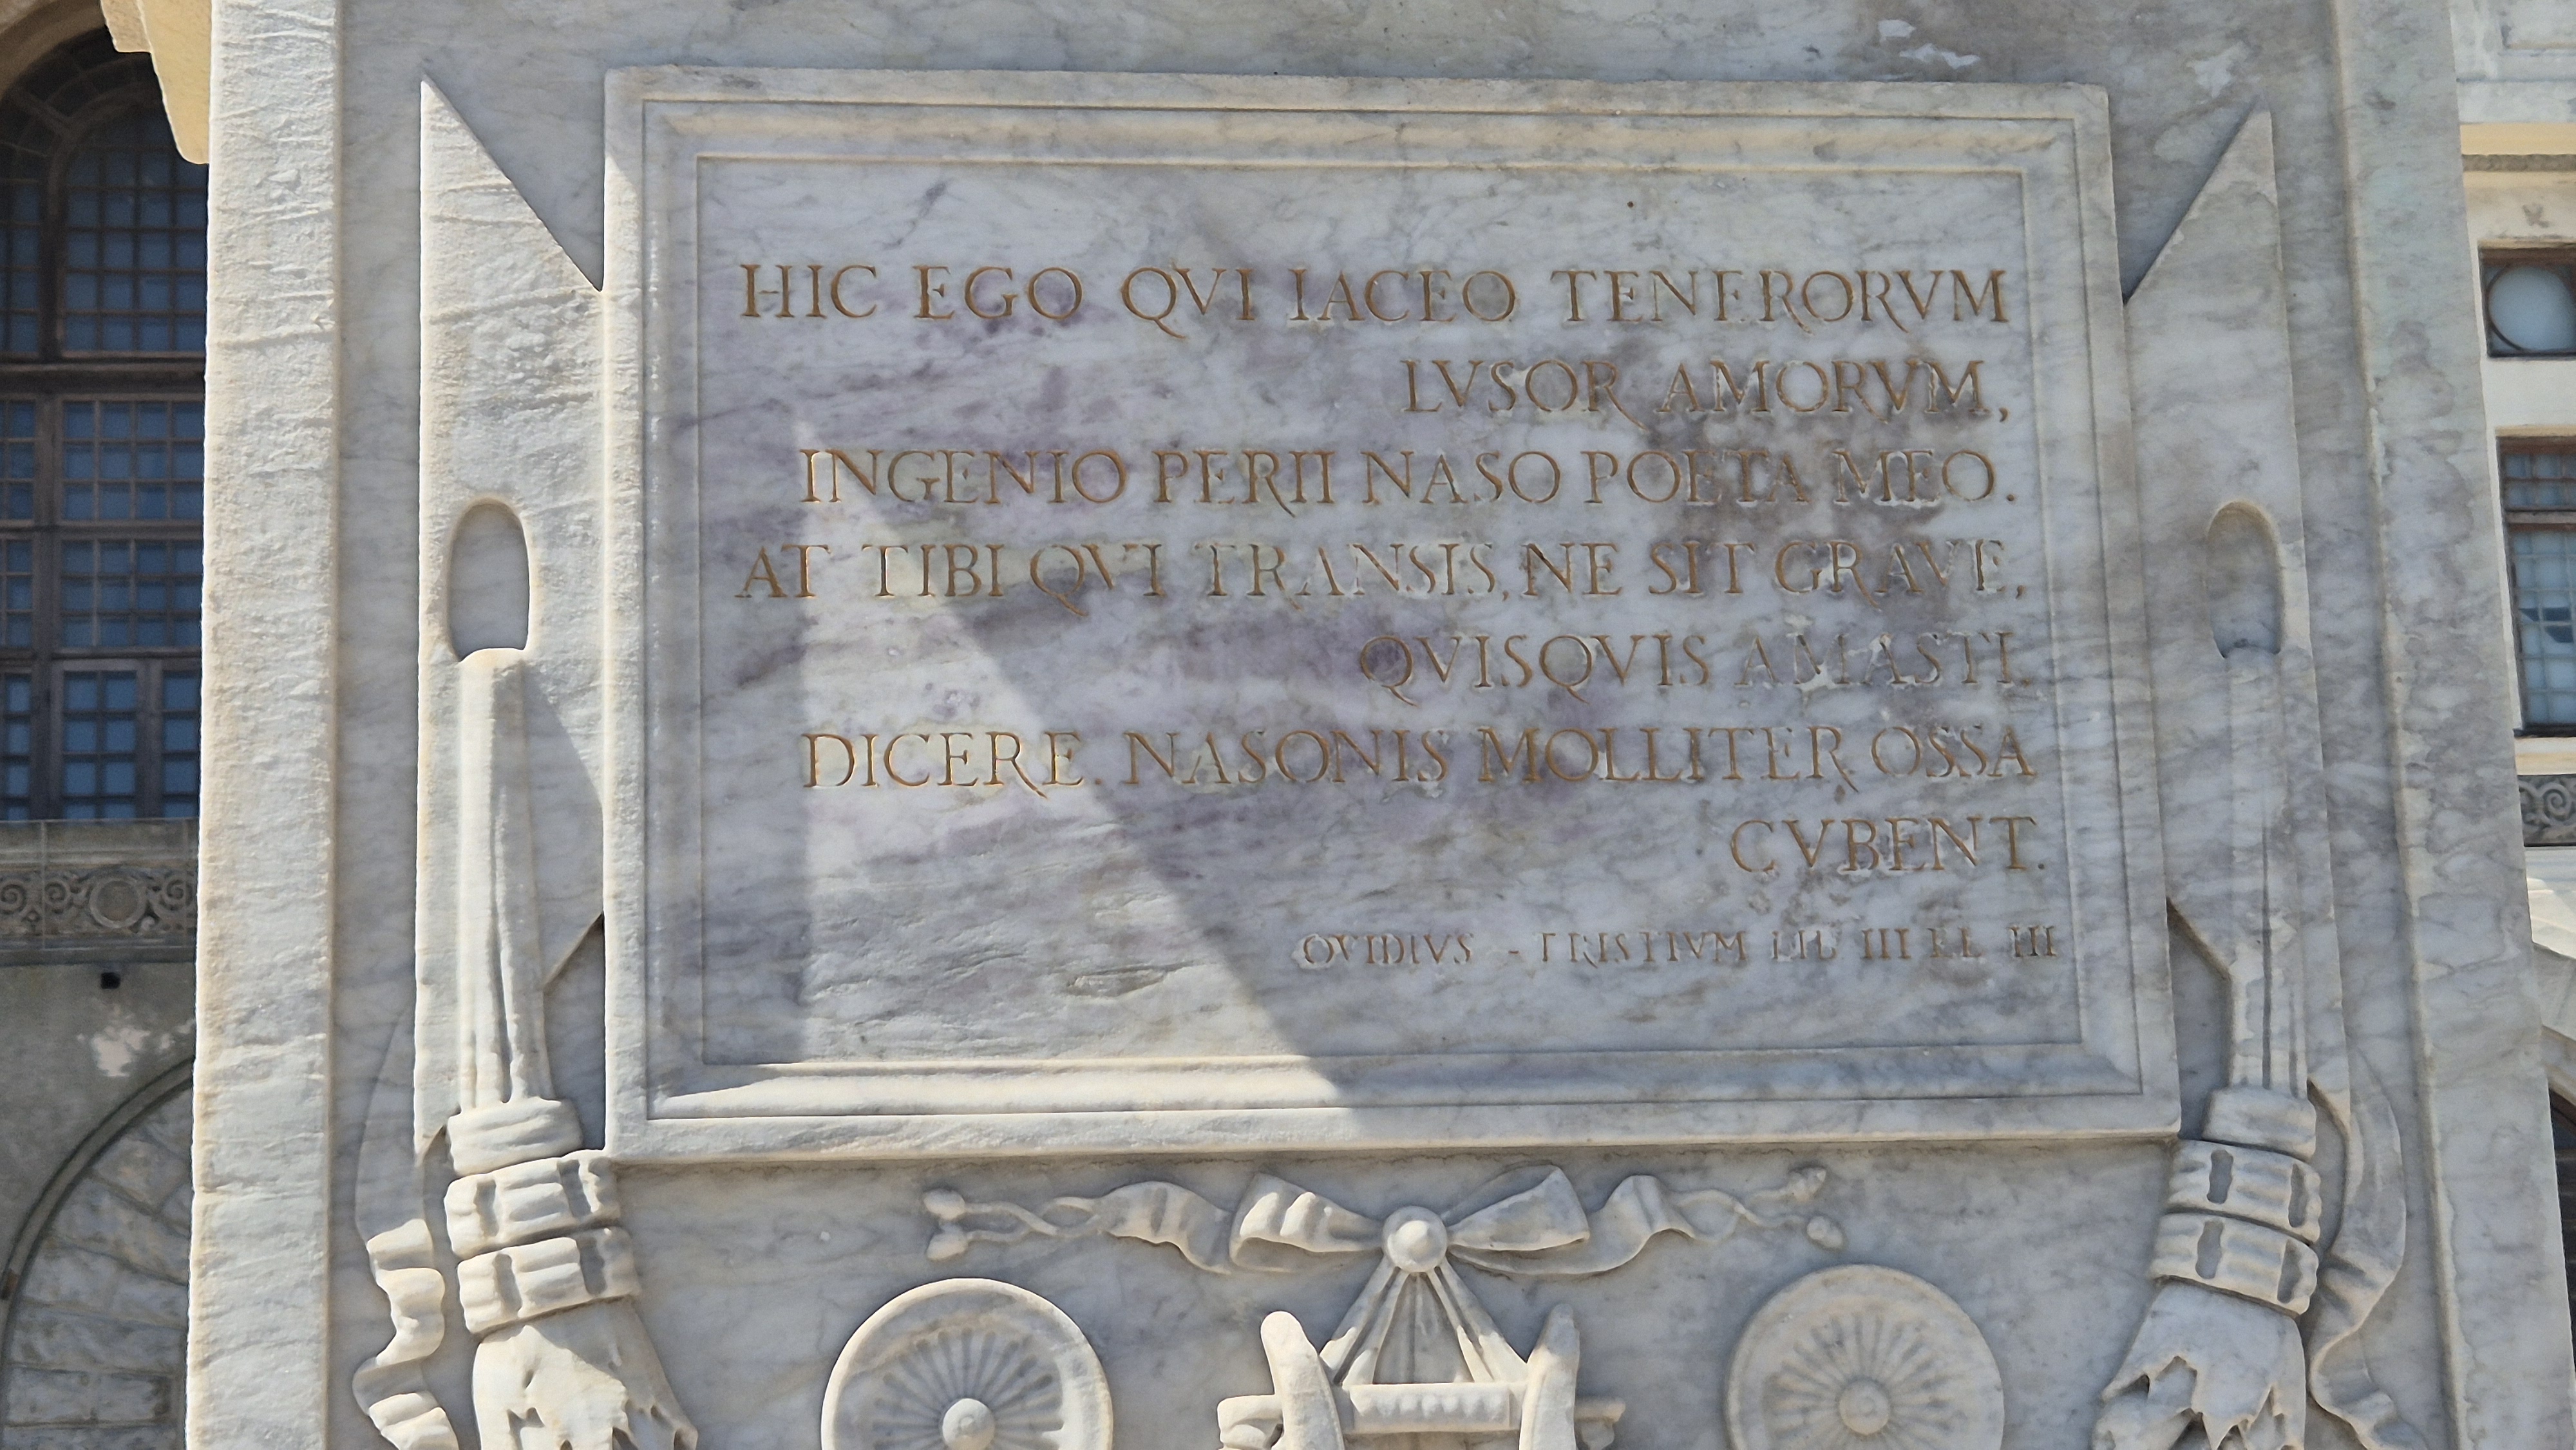 HIC EGO QVI IACEO TENERORVM
LVSOR AMORVM,
INGENIO PERII NASO POETA MEO.
AT TIBI QVI TRANSIS, NE SIT GRAVE,
QVISQVIS AMASTI.
DICERE. NASONIS MOLLITER OSSA
CVBENT.
OVIDIVS - TRISTIVM LIB III EL III